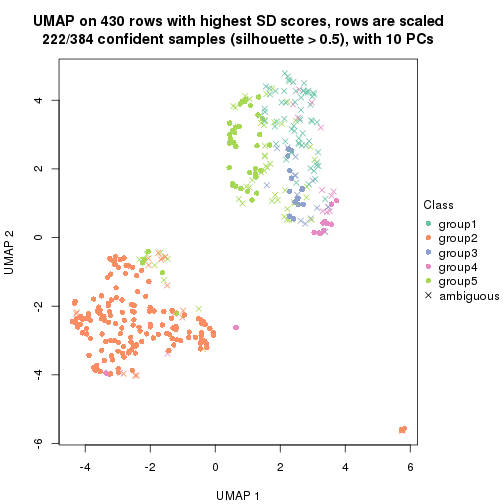 UMAP on 430 rows with highest SD scores, rows are scaled
222/384 confident samples (silhouette > 0.5), with 10 PCs
4
2
0
-2
-4
-6
UMAP 2
-4
-2
0
2
4
6
UMAP 1
Class
group1
group2
group3
group4
group5
ambiguous